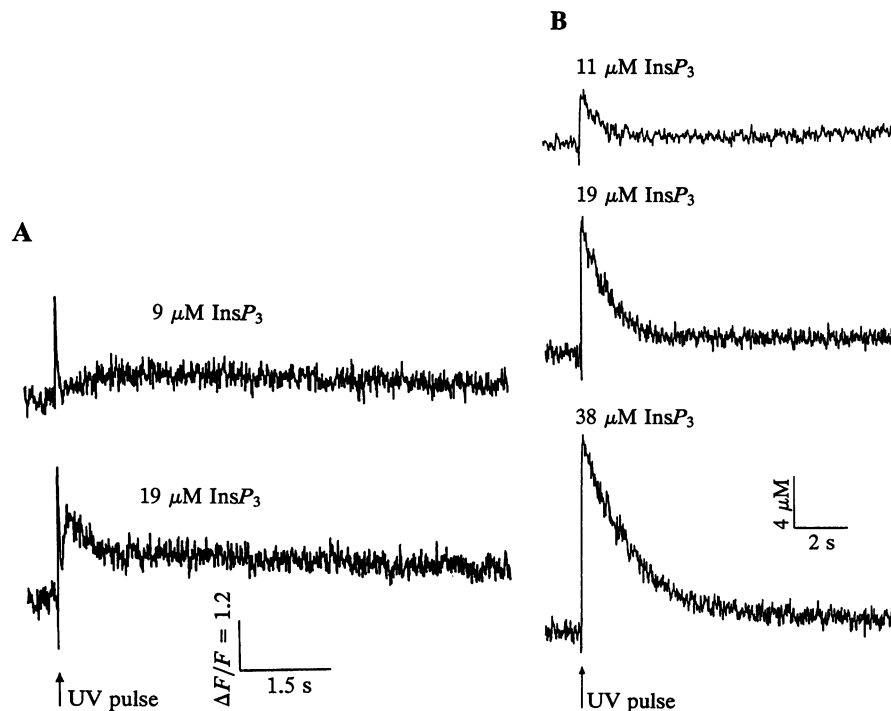 A
9 μM InsP₃
19 μM InsP₃
ΔF/F = 1.2
1.5 s
UV pulse
B
11 μM InsP₃
19 μM InsP₃
38 μM InsP₃
4 μM
2 s
UV pulse